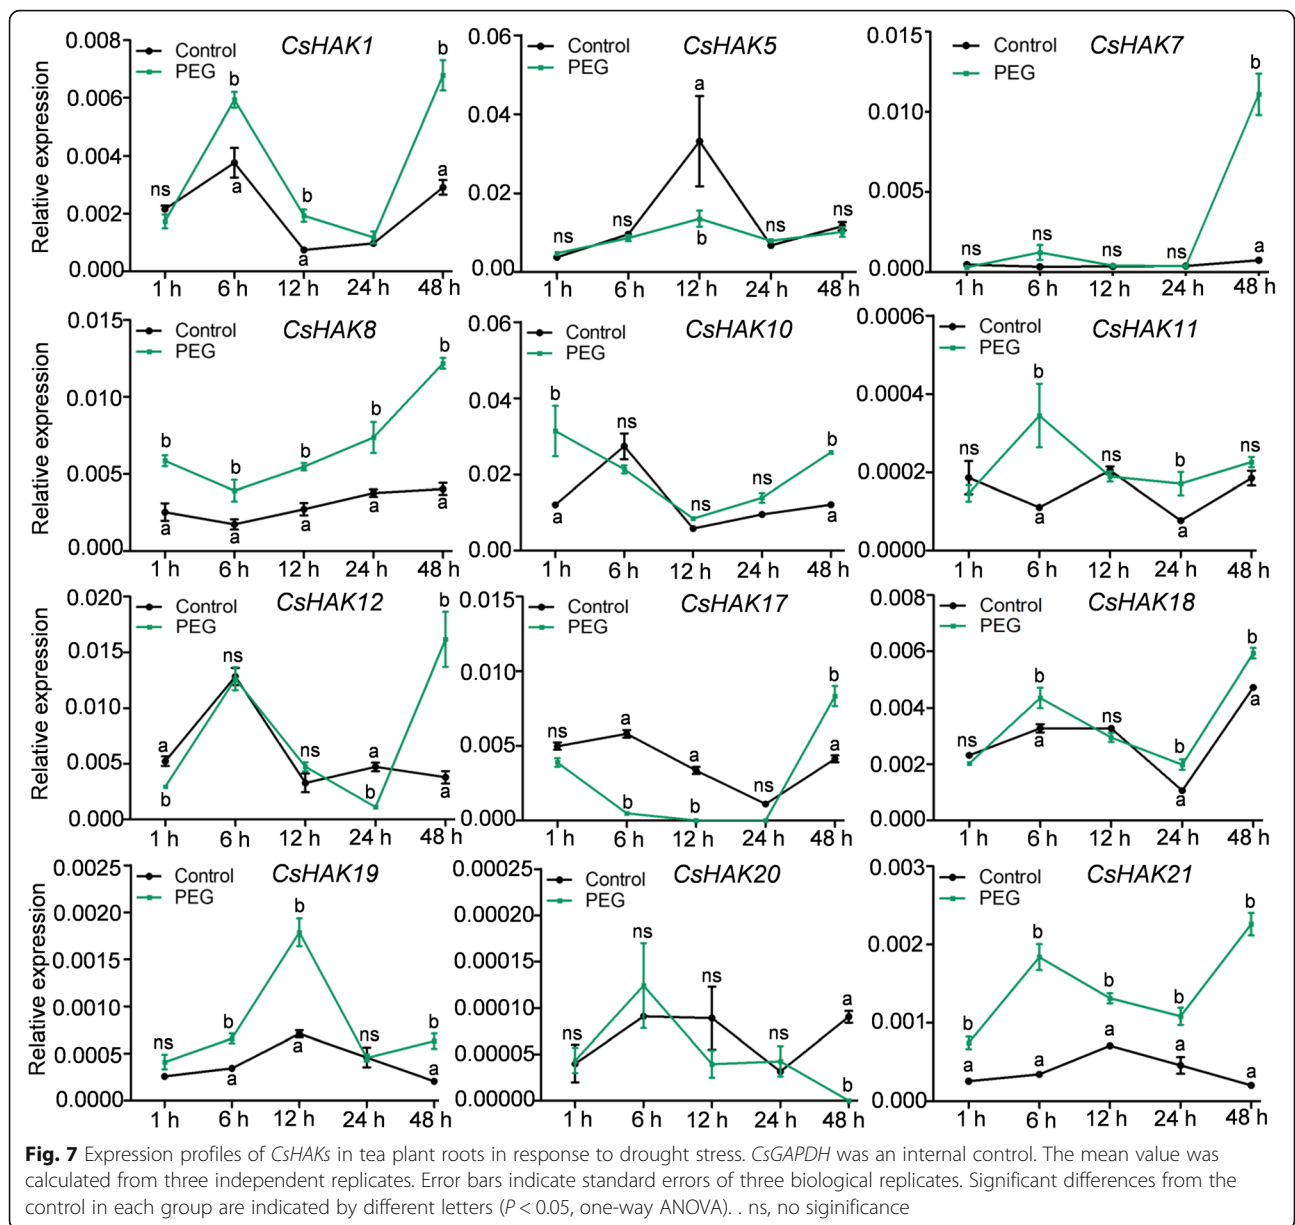 CsHAK1
Control
PEG
Relative expression
0.008
0.006
0.004
0.002
0.000
ns
b
a
b
a
b
a
1 h 6 h 12 h 24 h 48 h
CsHAK5
Control
PEG
0.06
0.04
0.02
0.00
ns
ns
a
b
ns
ns
1 h 6 h 12 h 24 h 48 h
CsHAK7
Control
PEG
0.015
0.010
0.005
0.000
ns
ns
ns
ns
b
a
1 h 6 h 12 h 24 h 48 h
CsHAK8
Control
PEG
Relative expression
0.015
0.010
0.005
0.000
b
a
b
a
b
a
b
a
b
a
1 h 6 h 12 h 24 h 48 h
CsHAK10
Control
PEG
0.06
0.04
0.02
0.00
b
a
ns
ns
ns
b
a
1 h 6 h 12 h 24 h 48 h
CsHAK11
Control
PEG
0.0006
0.0004
0.0002
0.0000
ns
b
a
ns
b
a
ns
1 h 6 h 12 h 24 h 48 h
CsHAK12
Control
PEG
Relative expression
0.020
0.015
0.010
0.005
0.000
a
b
ns
ns
a
b
b
a
1 h 6 h 12 h 24 h 48 h
CsHAK17
Control
PEG
0.015
0.010
0.005
0.000
ns
a
b
a
b
ns
b
a
1 h 6 h 12 h 24 h 48 h
CsHAK18
Control
PEG
0.008
0.006
0.004
0.002
0.000
ns
b
a
ns
b
a
b
a
1 h 6 h 12 h 24 h 48 h
CsHAK19
Control
PEG
Relative expression
0.0025
0.0020
0.0015
0.0010
0.0005
0.0000
ns
b
a
b
a
ns
b
a
1 h 6 h 12 h 24 h 48 h
CsHAK20
Control
PEG
0.00025
0.00020
0.00015
0.00010
0.00005
0.00000
ns
ns
ns
ns
a
b
1 h 6 h 12 h 24 h 48 h
CsHAK21
Control
PEG
0.003
0.002
0.001
0.000
b
a
b
a
b
a
b
a
b
a
1 h 6 h 12 h 24 h 48 h
Fig. 7 Expression profiles of CsHAKs in tea plant roots in response to drought stress. CsGAPDH was an internal control. The mean value was
calculated from three independent replicates. Error bars indicate standard errors of three biological replicates. Significant differences from the
control in each group are indicated by different letters (P < 0.05, one-way ANOVA). . ns, no siginificance